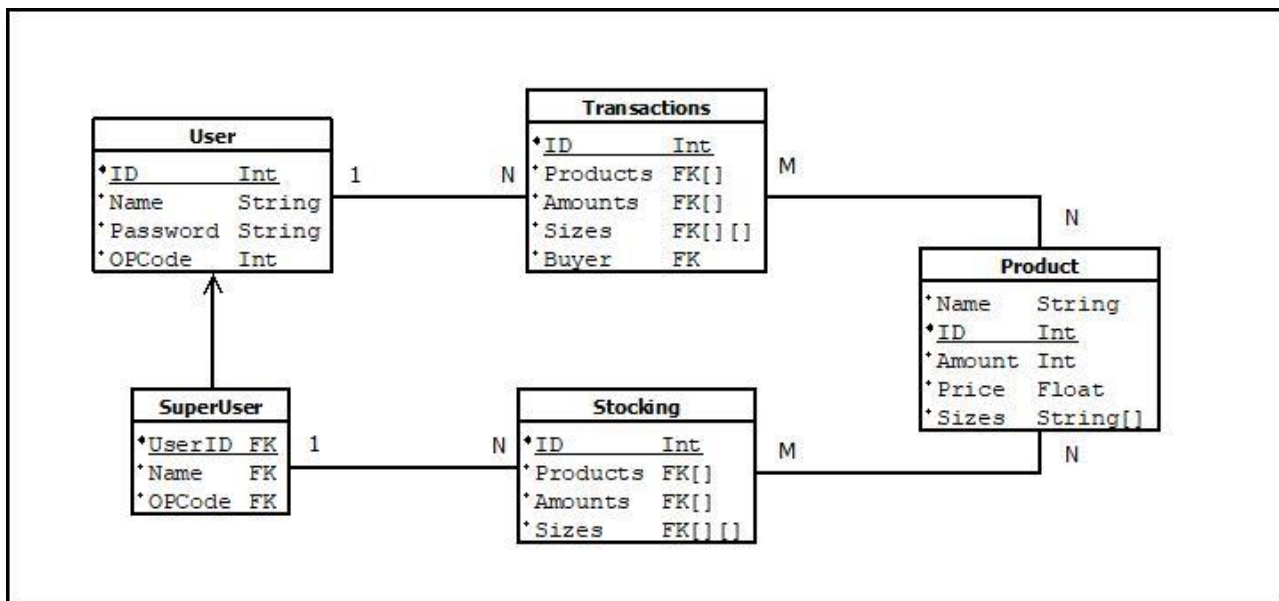 User
ID Int
Name String
Password String
OPCode Int
1
N
Transactions
ID Int
Products FK[]
Amounts FK[]
Sizes FK[][]
Buyer FK
M
N
Product
Name String
ID Int
Amount Int
Price Float
Sizes String[]
N
SuperUser
UserID FK
Name FK
OPCode FK
1
N
Stocking
ID Int
Products FK[]
Amounts FK[]
Sizes FK[][]
M